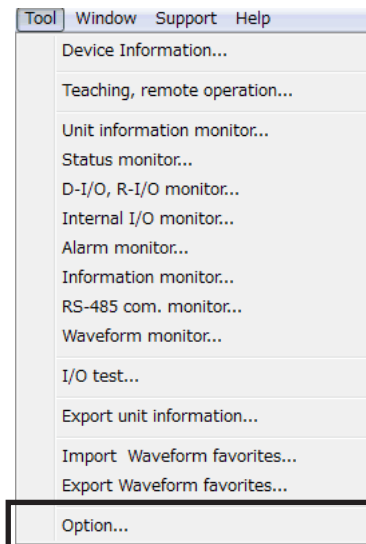 Tool Window Support Help
Device Information...
Teaching, remote operation...
Unit information monitor...
Status monitor...
D-I/O, R-I/O monitor...
Internal I/O monitor...
Alarm monitor...
Information monitor...
RS-485 com. monitor...
Waveform monitor...
I/O test...
Export unit information...
Import  Waveform favorites...
Export Waveform favorites...
Option...